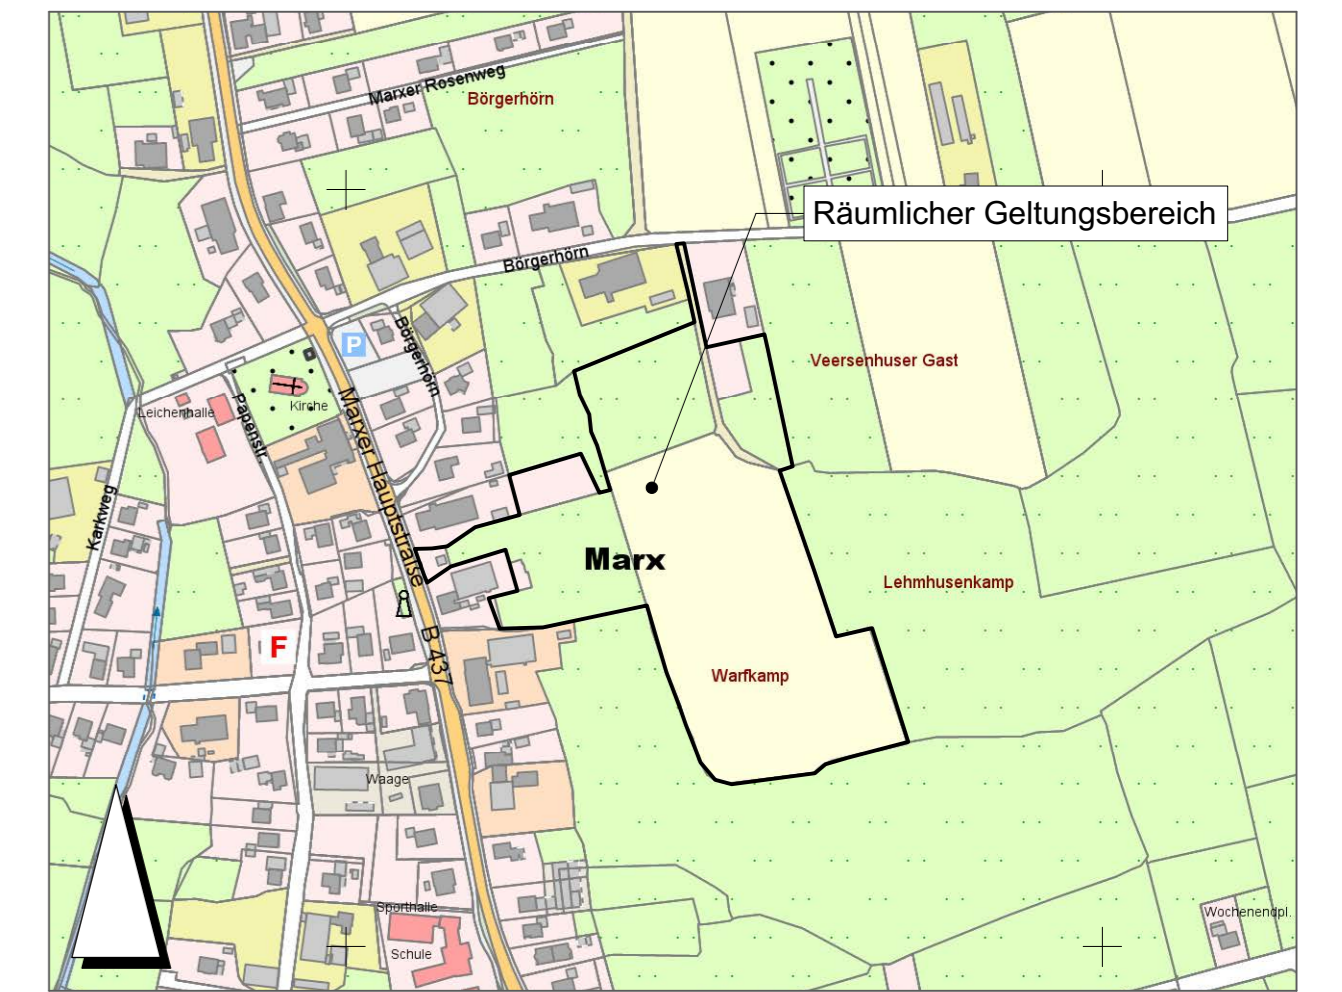 Marxer Rosenweg
Börgerhörn
Räumlicher Geltungsbereich
Börgerhörn
P
Börgerhörn
Veersenhuser Gast
Leichenhalle
Kirche
Papenstr.
Marxer Hauptstraße
Karkweg
Marx
Lehmhusenkamp
F
B 437
Warfkamp
Waage
Sporthalle
Schule
Wochenendpl.